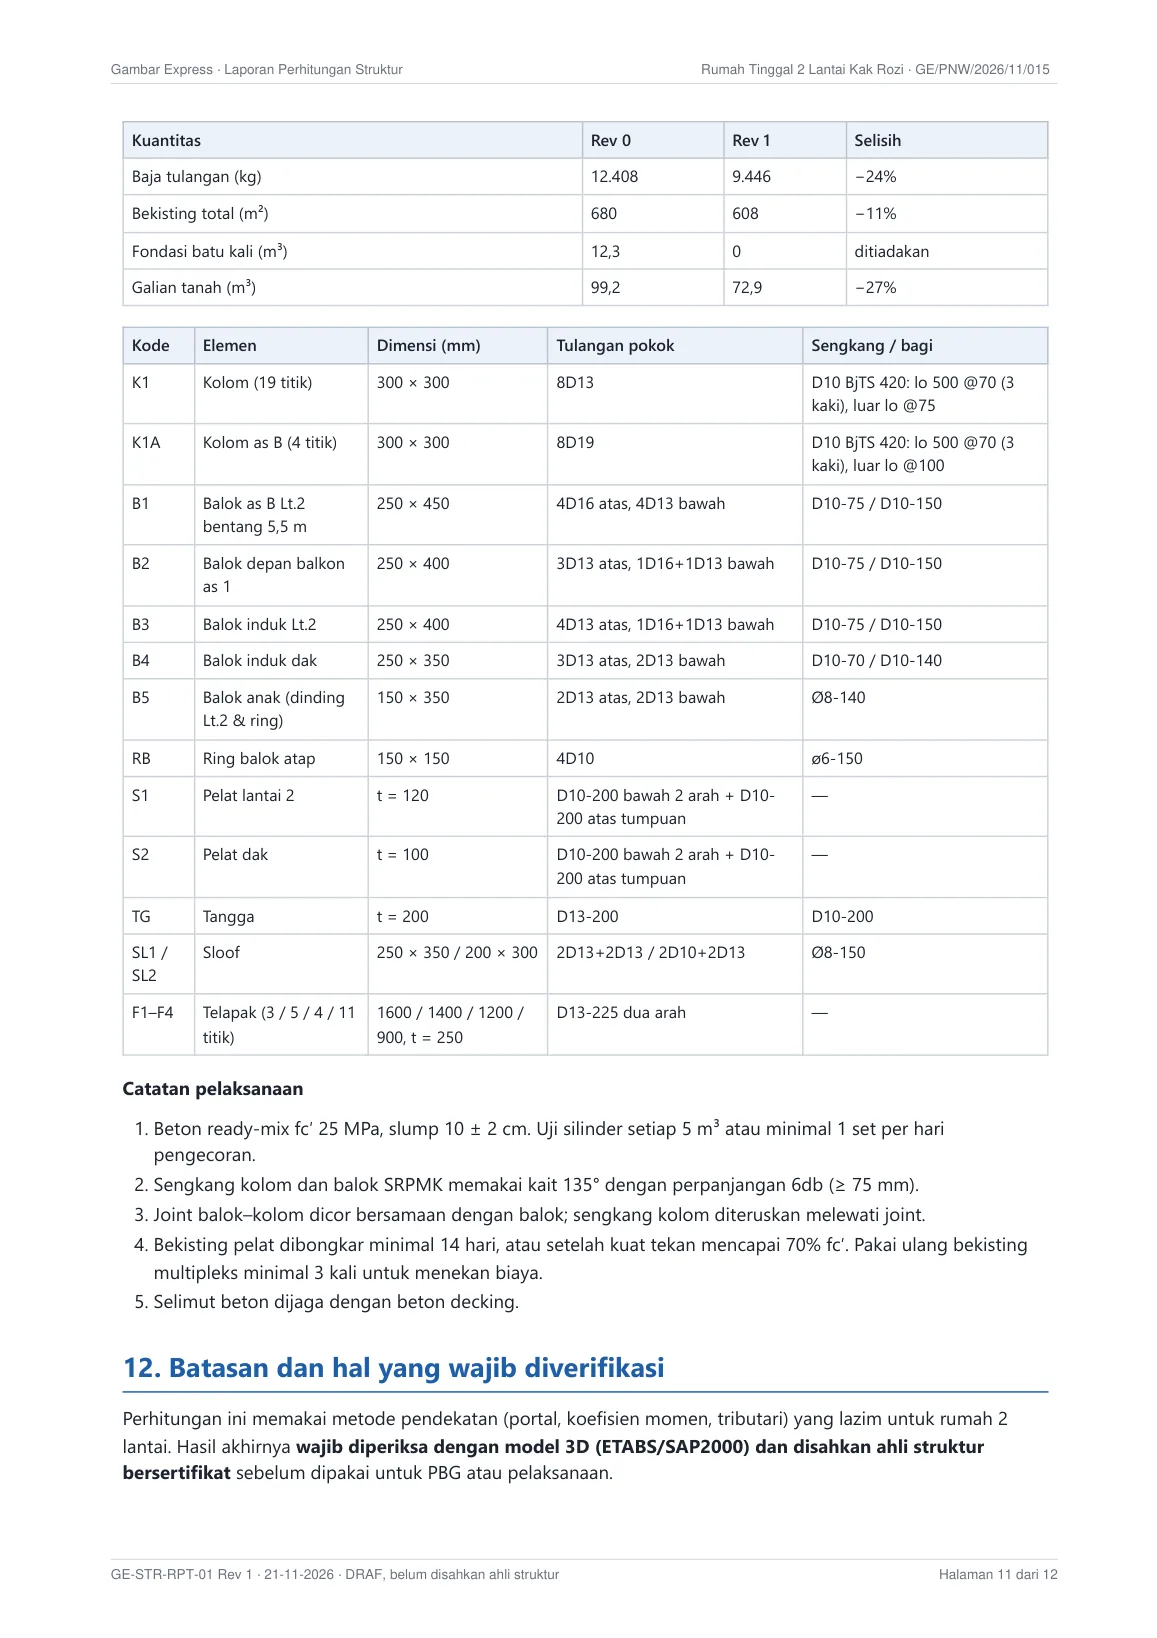 Gambar Express · Laporan Perhitungan Struktur Rumah Tinggal 2 Lantai Kak Rozi · GE/PNW/2026/11/015
Kuantitas Rev 0 Rev 1 Selisih
Baja tulangan (kg) 12.408 9.446 −24%
Bekisting total (m²) 680 608 −11%
Fondasi batu kali (m³) 12,3 0 ditiadakan
Galian tanah (m³) 99,2 72,9 −27%
Kode Elemen Dimensi (mm) Tulangan pokok Sengkang / bagi
K1 Kolom (19 titik) 300 × 300 8D13 D10 BjTS 420: lo 500 @70 (3
kaki), luar lo @75
K1A Kolom as B (4 titik) 300 × 300 8D19 D10 BjTS 420: lo 500 @70 (3
kaki), luar lo @100
B1 Balok as B Lt.2 250 × 450 4D16 atas, 4D13 bawah D10-75 / D10-150
bentang 5,5 m
B2 Balok depan balkon 250 × 400 3D13 atas, 1D16+1D13 bawah D10-75 / D10-150
as 1
B3 Balok induk Lt.2 250 × 400 4D13 atas, 1D16+1D13 bawah D10-75 / D10-150
B4 Balok induk dak 250 × 350 3D13 atas, 2D13 bawah D10-70 / D10-140
B5 Balok anak (dinding 150 × 350 2D13 atas, 2D13 bawah Ø8-140
Lt.2 & ring)
RB Ring balok atap 150 × 150 4D10 ø6-150
S1 Pelat lantai 2 t = 120 D10-200 bawah 2 arah + D10- —
200 atas tumpuan
S2 Pelat dak t = 100 D10-200 bawah 2 arah + D10- —
200 atas tumpuan
TG Tangga t = 200 D13-200 D10-200
SL1 / Sloof 250 × 350 / 200 × 300 2D13+2D13 / 2D10+2D13 Ø8-150
SL2
F1–F4 Telapak (3 / 5 / 4 / 11 1600 / 1400 / 1200 / D13-225 dua arah —
titik) 900, t = 250
Catatan pelaksanaan
1. Beton ready-mix fc′ 25 MPa, slump 10 ± 2 cm. Uji silinder setiap 5 m³ atau minimal 1 set per hari
pengecoran.
2. Sengkang kolom dan balok SRPMK memakai kait 135° dengan perpanjangan 6db (≥ 75 mm).
3. Joint balok–kolom dicor bersamaan dengan balok; sengkang kolom diteruskan melewati joint.
4. Bekisting pelat dibongkar minimal 14 hari, atau setelah kuat tekan mencapai 70% fc′. Pakai ulang bekisting
multipleks minimal 3 kali untuk menekan biaya.
5. Selimut beton dijaga dengan beton decking.
12. Batasan dan hal yang wajib diverifikasi
Perhitungan ini memakai metode pendekatan (portal, koefisien momen, tributari) yang lazim untuk rumah 2
lantai. Hasil akhirnya wajib diperiksa dengan model 3D (ETABS/SAP2000) dan disahkan ahli struktur
bersertifikat sebelum dipakai untuk PBG atau pelaksanaan.
GE-STR-RPT-01 Rev 1 · 21-11-2026 · DRAF, belum disahkan ahli struktur Halaman 11 dari 12